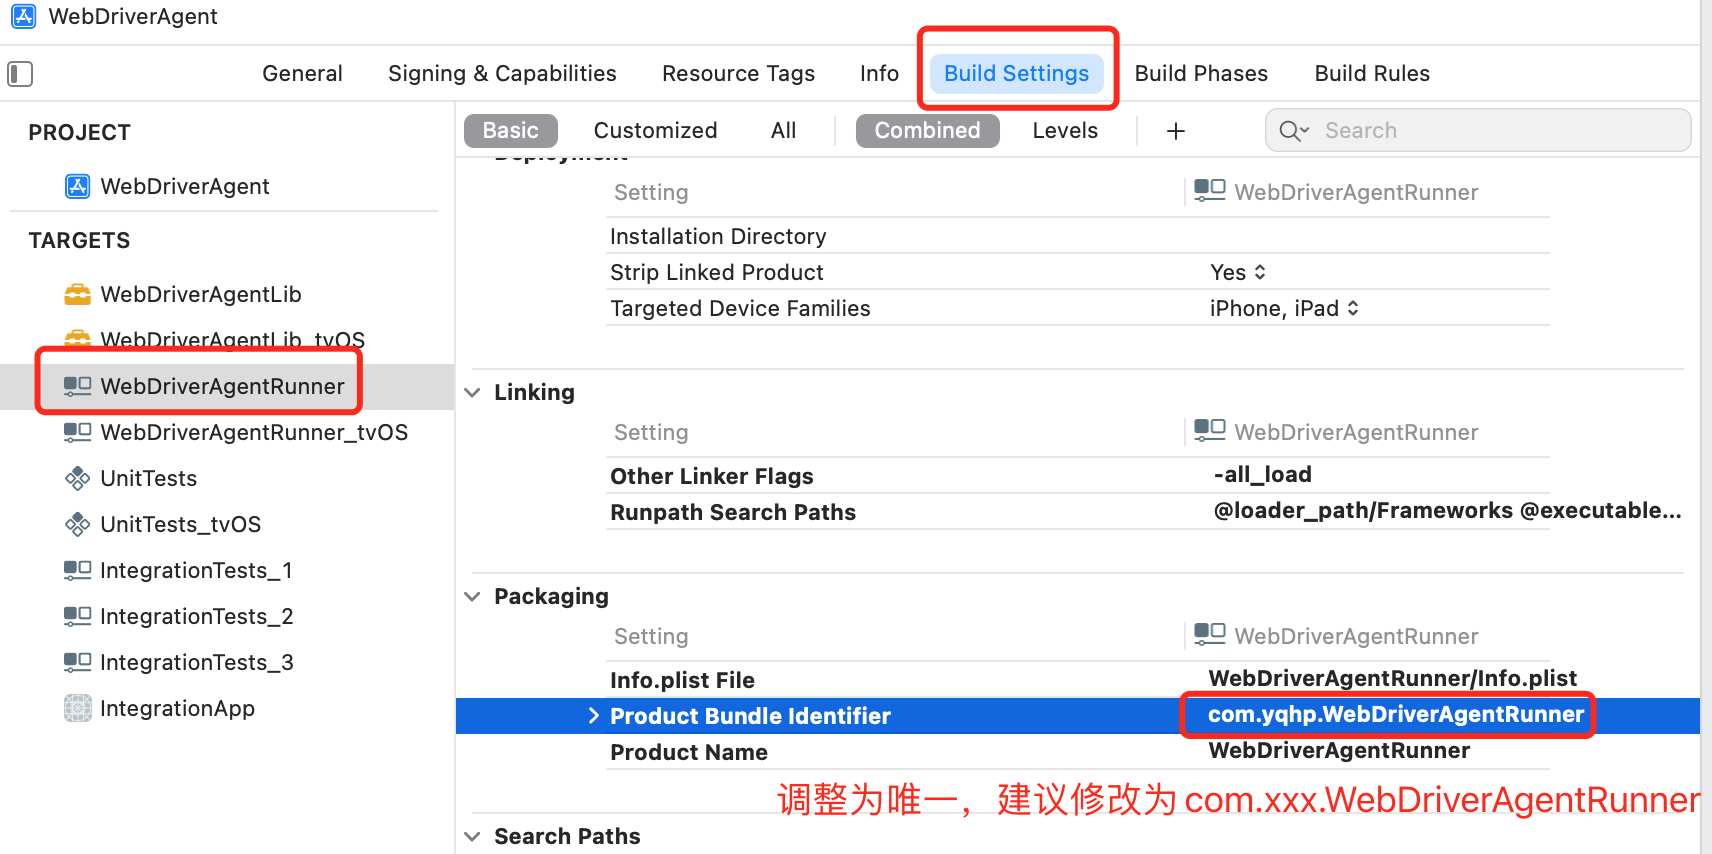 WebDriverAgent
General Signing & Capabilities Resource Tags Info Build Settings Build Phases Build Rules
PROJECT
WebDriverAgent
TARGETS
WebDriverAgentLib
WebDriverAgentLib_tvOS
WebDriverAgentRunner
WebDriverAgentRunner_tvOS
UnitTests
UnitTests_tvOS
IntegrationTests_1
IntegrationTests_2
IntegrationTests_3
IntegrationApp
Basic Customized All Combined Levels + Search
Deployment
Setting WebDriverAgentRunner
Installation Directory
Strip Linked Product Yes
Targeted Device Families iPhone, iPad
Linking
Setting WebDriverAgentRunner
Other Linker Flags -all_load
Runpath Search Paths @loader_path/Frameworks @executable...
Packaging
Setting WebDriverAgentRunner
Info.plist File WebDriverAgentRunner/Info.plist
Product Bundle Identifier com.yqhp.WebDriverAgentRunner
Product Name WebDriverAgentRunner
调整为唯一，建议修改为 com.xxx.WebDriverAgentRunner
Search Paths